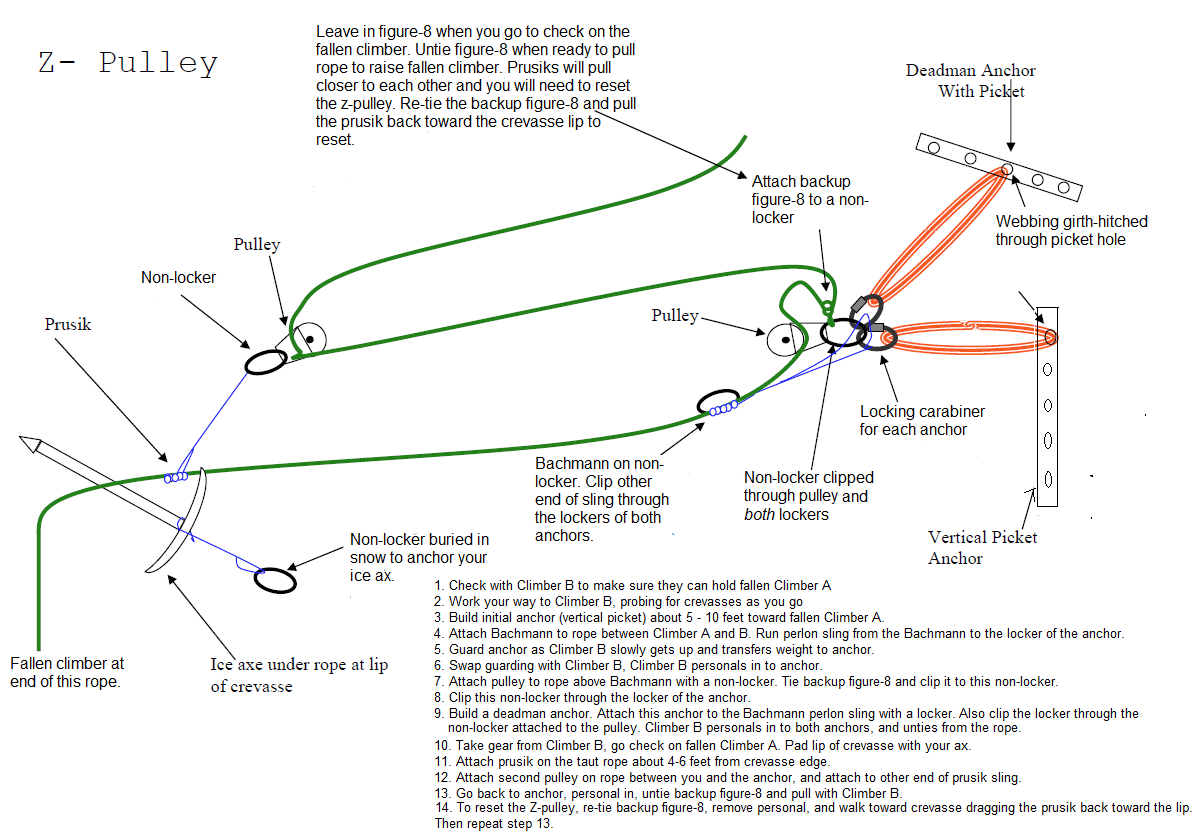 Z- Pulley
Leave in figure-8 when you go to check on the
fallen climber. Untie figure-8 when ready to pull
rope to raise fallen climber. Prusiks will pull
closer to each other and you will need to reset
the z-pulley. Re-tie the backup figure-8 and pull
the prusik back toward the crevasse lip to
reset.
Deadman Anchor
With Picket
Attach backup
figure-8 to a non-
locker
Webbing girth-hitched
through picket hole
Pulley
Non-locker
Prusik
Pulley
Locking carabiner
for each anchor
Bachmann on non-
locker. Clip other
end of sling through
the lockers of both
anchors.
Non-locker clipped
through pulley and
both lockers
Vertical Picket
Anchor
Non-locker buried in
snow to anchor your
ice ax.
Fallen climber at
end of this rope.
Ice axe under rope at lip
of crevasse
1. Check with Climber B to make sure they can hold fallen Climber A
2. Work your way to Climber B, probing for crevasses as you go
3. Build initial anchor (vertical picket) about 5 - 10 feet toward fallen Climber A.
4. Attach Bachmann to rope between Climber A and B. Run perlon sling from the Bachmann to the locker of the anchor.
5. Guard anchor as Climber B slowly gets up and transfers weight to anchor.
6. Swap guarding with Climber B, Climber B personals in to anchor.
7. Attach pulley to rope above Bachmann with a non-locker. Tie backup figure-8 and clip it to this non-locker.
8. Clip this non-locker through the locker of the anchor.
9. Build a deadman anchor. Attach this anchor to the Bachmann perlon sling with a locker. Also clip the locker through the
non-locker attached to the pulley. Climber B personals in to both anchors, and unties from the rope.
10. Take gear from Climber B, go check on fallen Climber A. Pad lip of crevasse with your ax.
11. Attach prusik on the taut rope about 4-6 feet from crevasse edge.
12. Attach second pulley on rope between you and the anchor, and attach to other end of prusik sling.
13. Go back to anchor, personal in, untie backup figure-8 and pull with Climber B.
14. To reset the Z-pulley, re-tie backup figure-8, remove personal, and walk toward crevasse dragging the prusik back toward the lip.
Then repeat step 13.